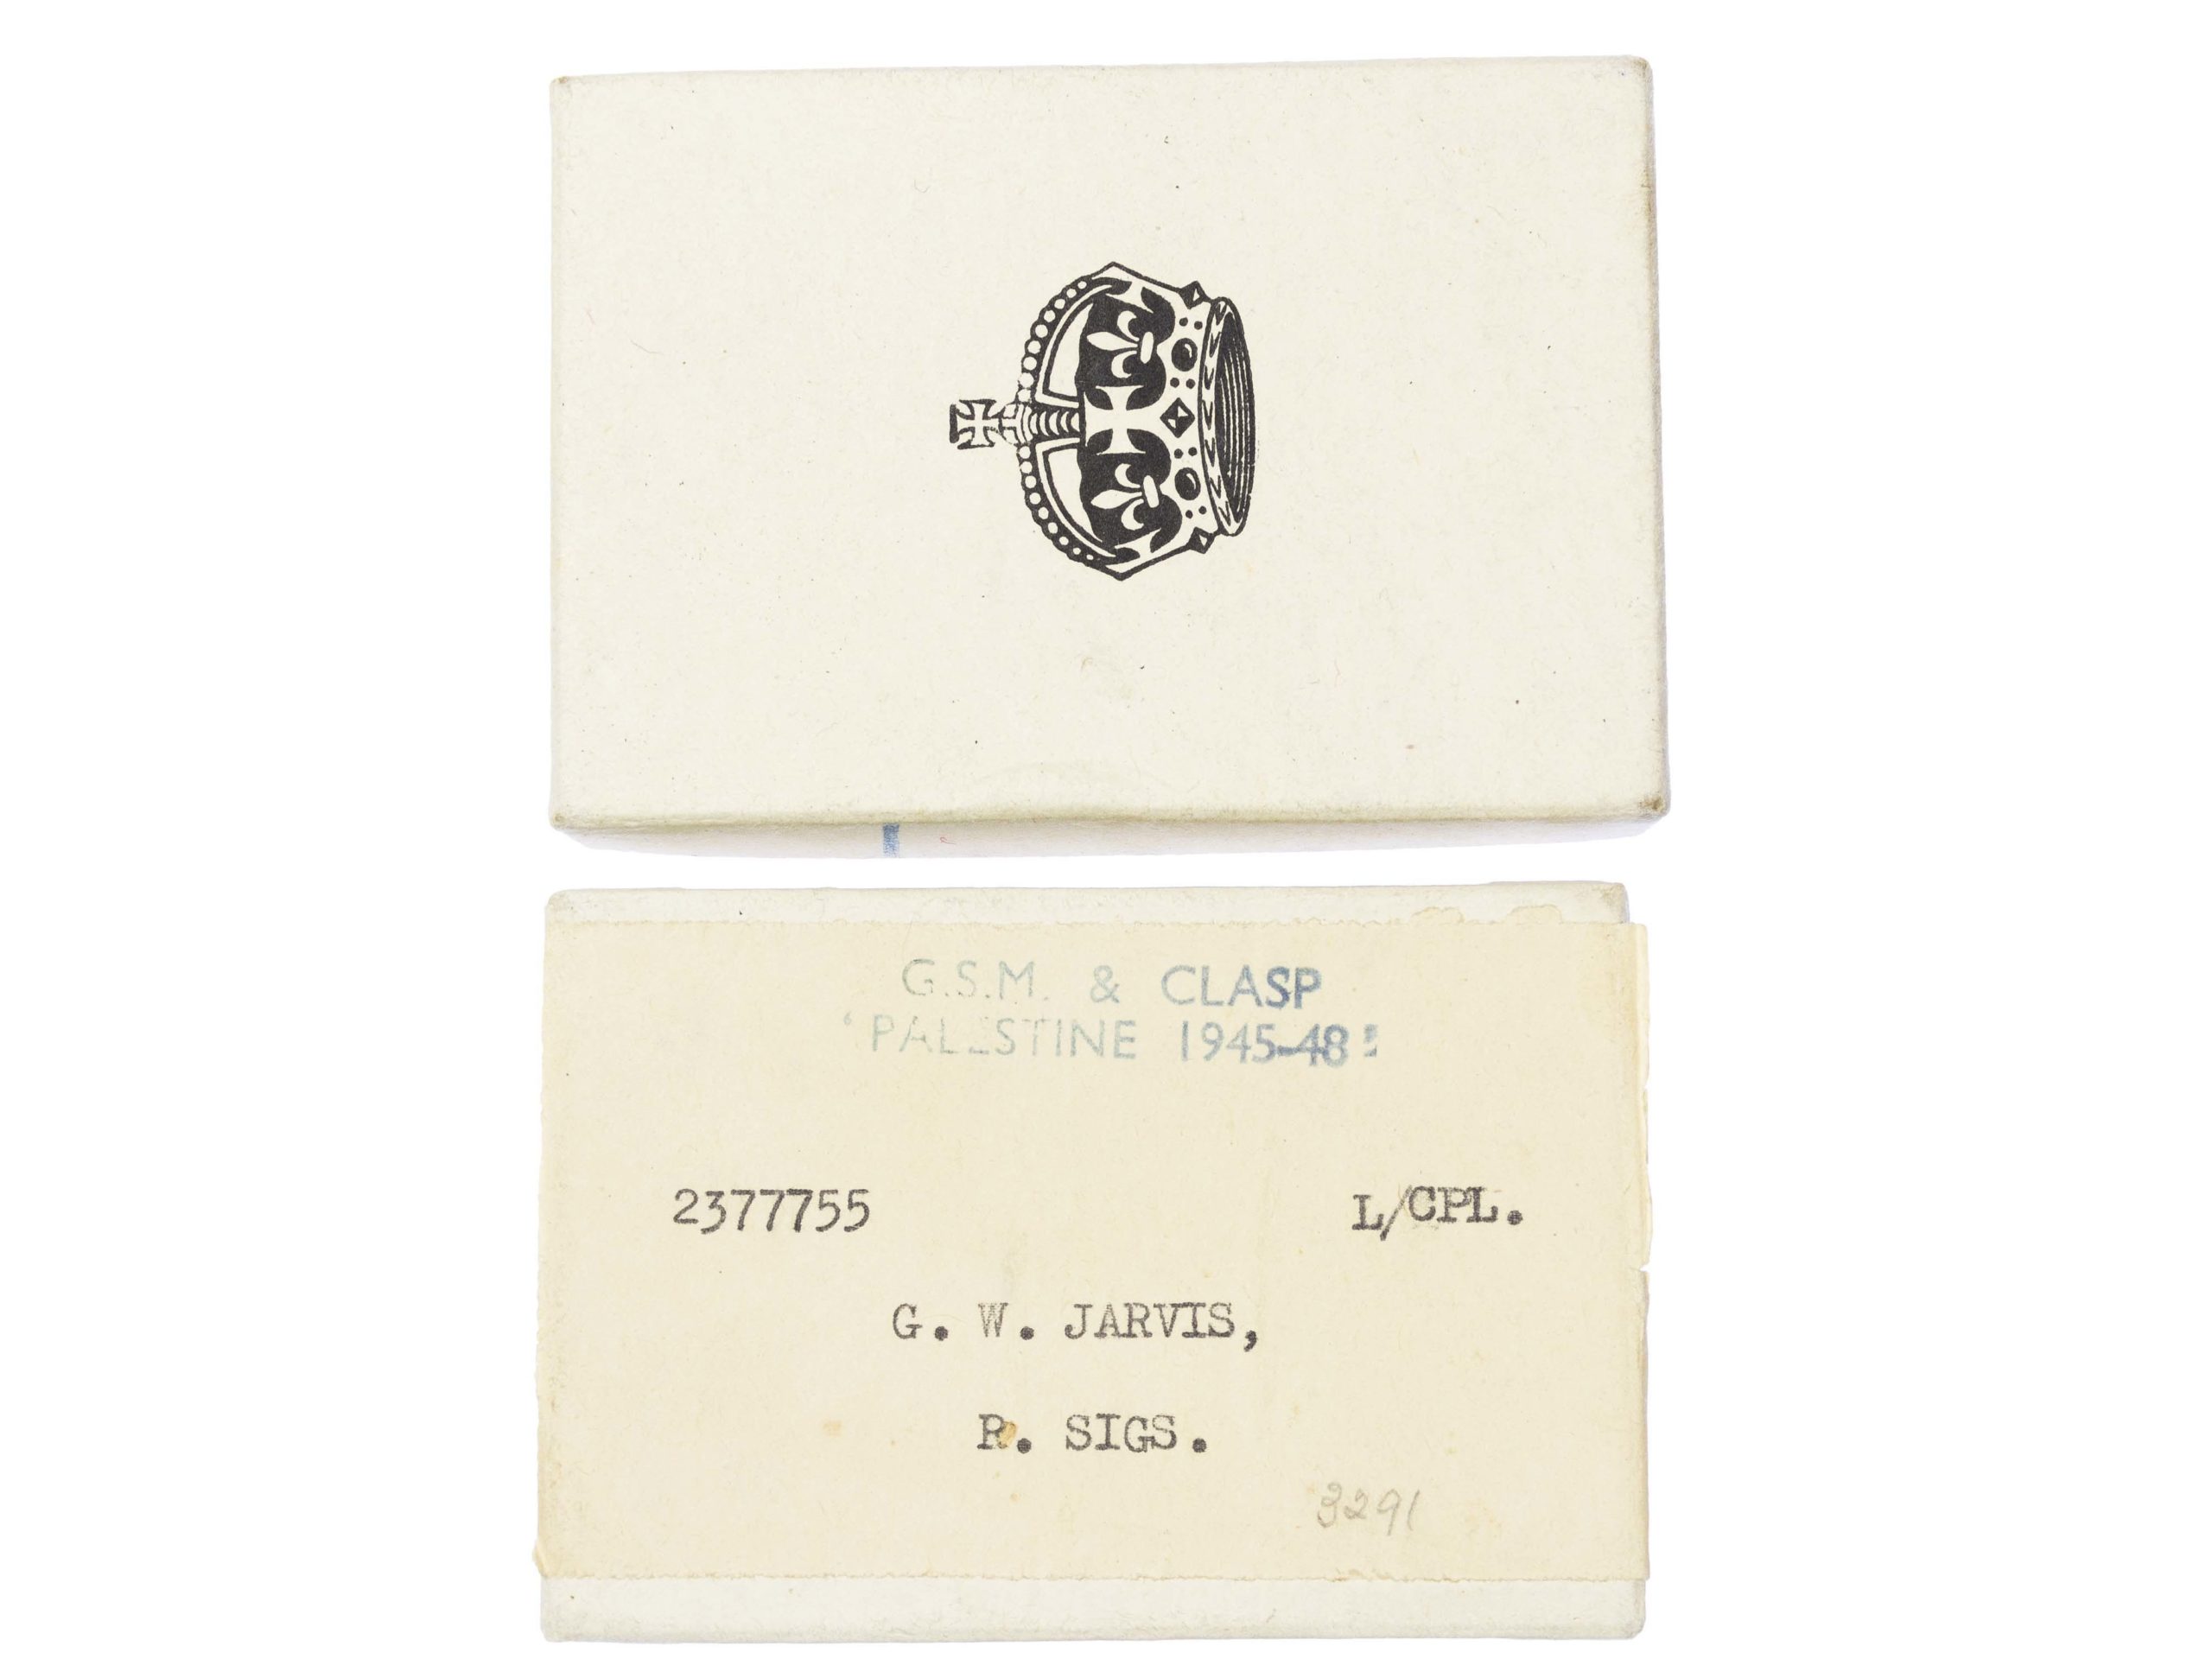 G.S.M. & CLASP
'PALESTINE 1945-48'
2377755 L/CPL.
G. W. JARVIS,
R. SIGS.
3291